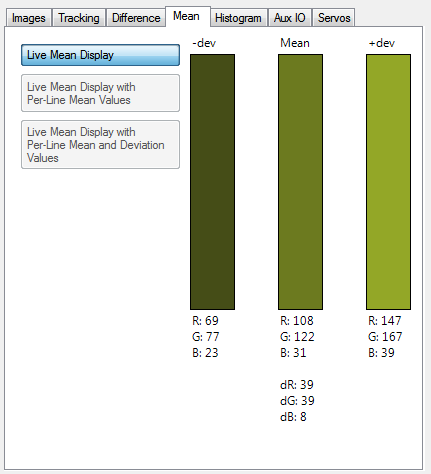 Images Tracking Difference Mean Histogram Aux IO Servos
Live Mean Display
Live Mean Display with
Per-Line Mean Values
Live Mean Display with
Per-Line Mean and Deviation
Values
-dev Mean +dev
R: 69 R: 108 R: 147
G: 77 G: 122 G: 167
B: 23 B: 31 B: 39
dR: 39
dG: 39
dB: 8